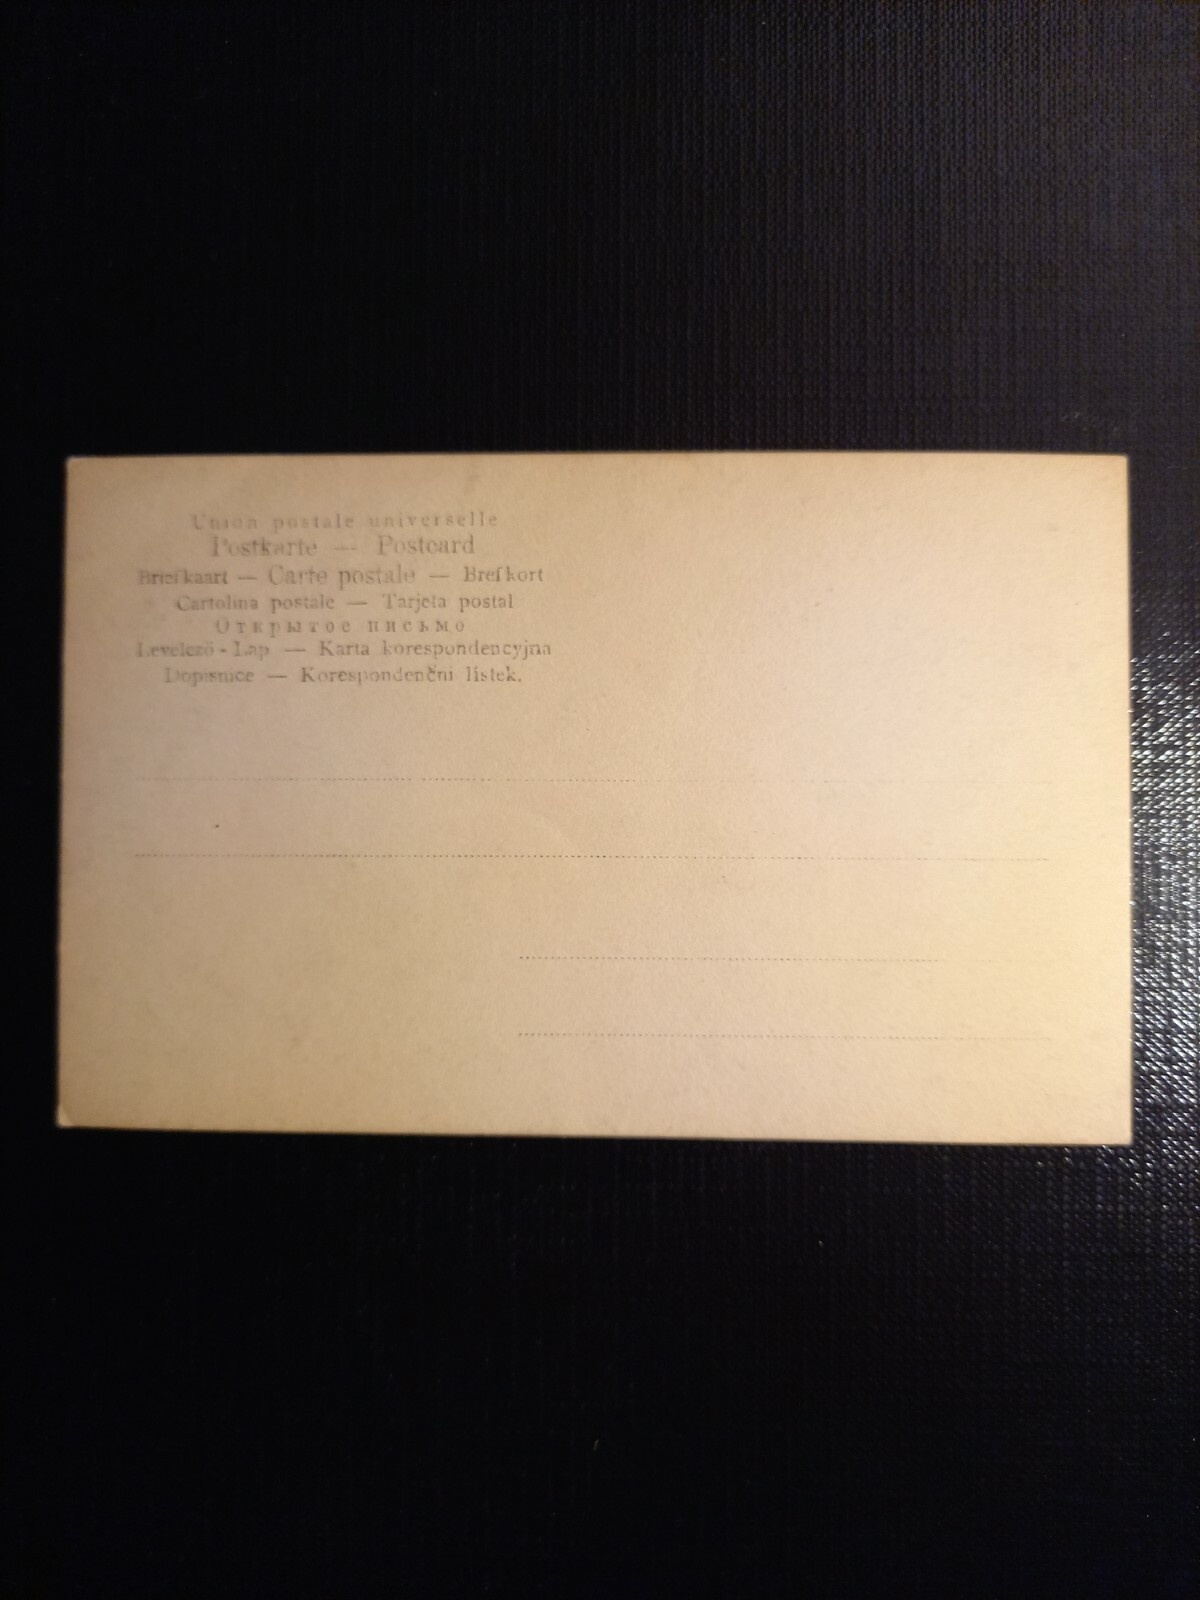 Union postale universelle
Postkarte — Postcard
Briefkaart — Carte postale — Brefkort
Cartolina postale — Tarjeta postal
Открытое письмо
Levelező-Lap — Karta korespondencyjna
Dopisnice — Korespondenčni lístek.